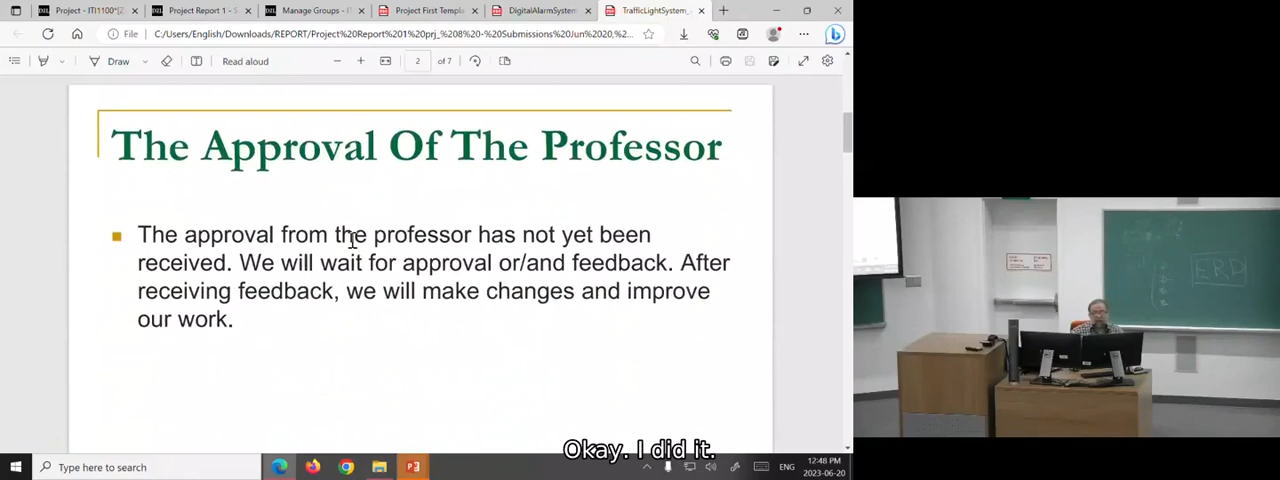 Project - ITI1100*[Z
Project Report 1 - S
Manage Groups - IT
Project First Templa
DigitalAlarmSystem
TrafficLightSystem_
File
C:/Users/English/Downloads/REPORT/Project%20Report%201%20prj_%208%20-%20Submissions%20Jun%2020,%2...
Draw
Read aloud
2
of 7
The Approval Of The Professor
The approval from the professor has not yet been
received. We will wait for approval or/and feedback. After
receiving feedback, we will make changes and improve
our work.
ERD
Okay. I did it.
Type here to search
ENG
12:48 PM
2023-06-20